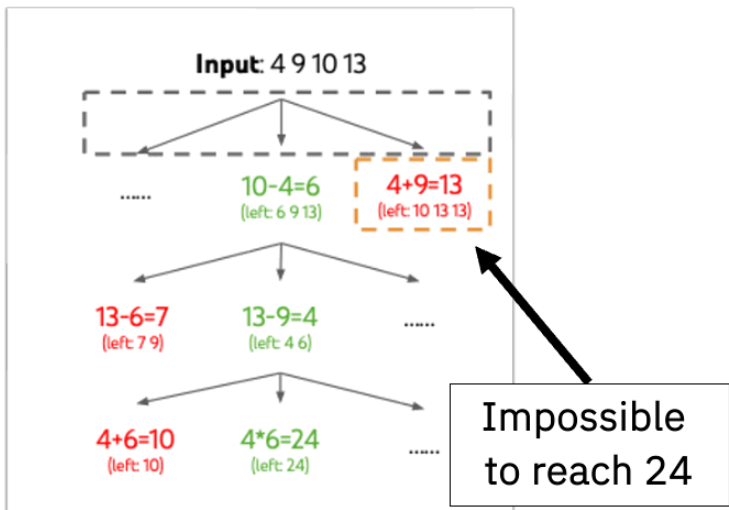 Input: 4 9 10 13
...... 10-4=6 4+9=13
(left: 6 9 13) (left: 10 13 13)
13-6=7 13-9=4 ......
(left: 7 9) (left: 4 6)
4+6=10 4*6=24 ......
(left: 10) (left: 24)
Impossible
to reach 24